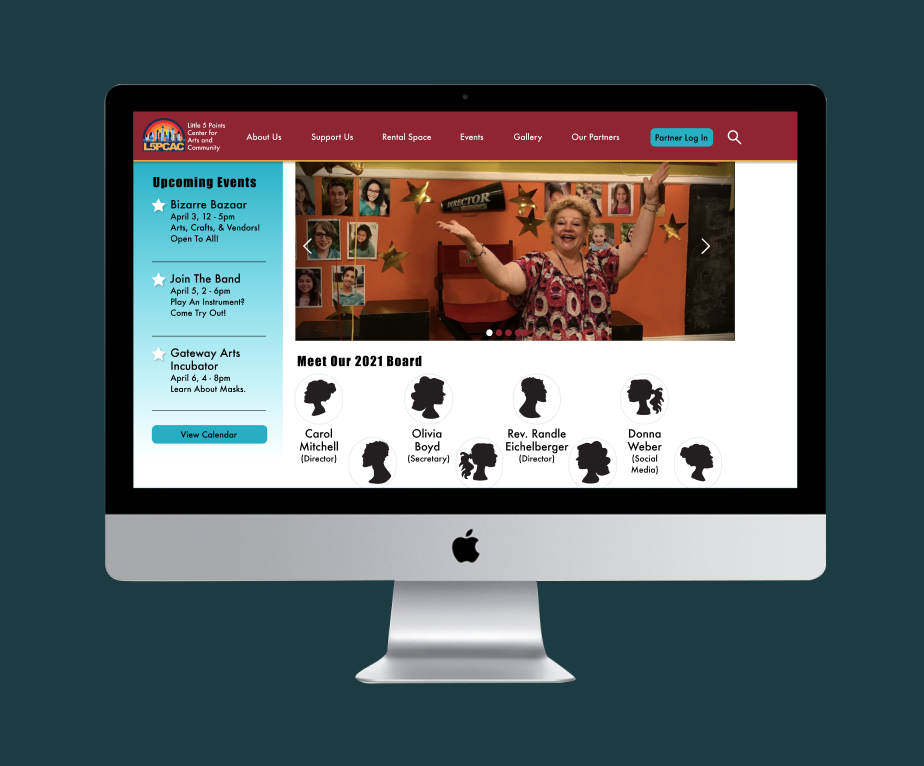 L5PCAC
Little 5 Points
Center for
Arts and
Community
About Us
Support Us
Rental Space
Events
Gallery
Our Partners
Partner Log In
Upcoming Events
Bizarre Bazaar
April 3, 12 - 5pm
Arts, Crafts, & Vendors!
Open To All!
Join The Band
April 5, 2 - 6pm
Play An Instrument?
Come Try Out!
Gateway Arts
Incubator
April 6, 4 - 8pm
Learn About Masks.
View Calendar
DIRECTOR
Meet Our 2021 Board
Carol
Mitchell
(Director)
Olivia
Boyd
(Secretary)
Rev. Randle
Eichelberger
(Director)
Donna
Weber
(Social
Media)